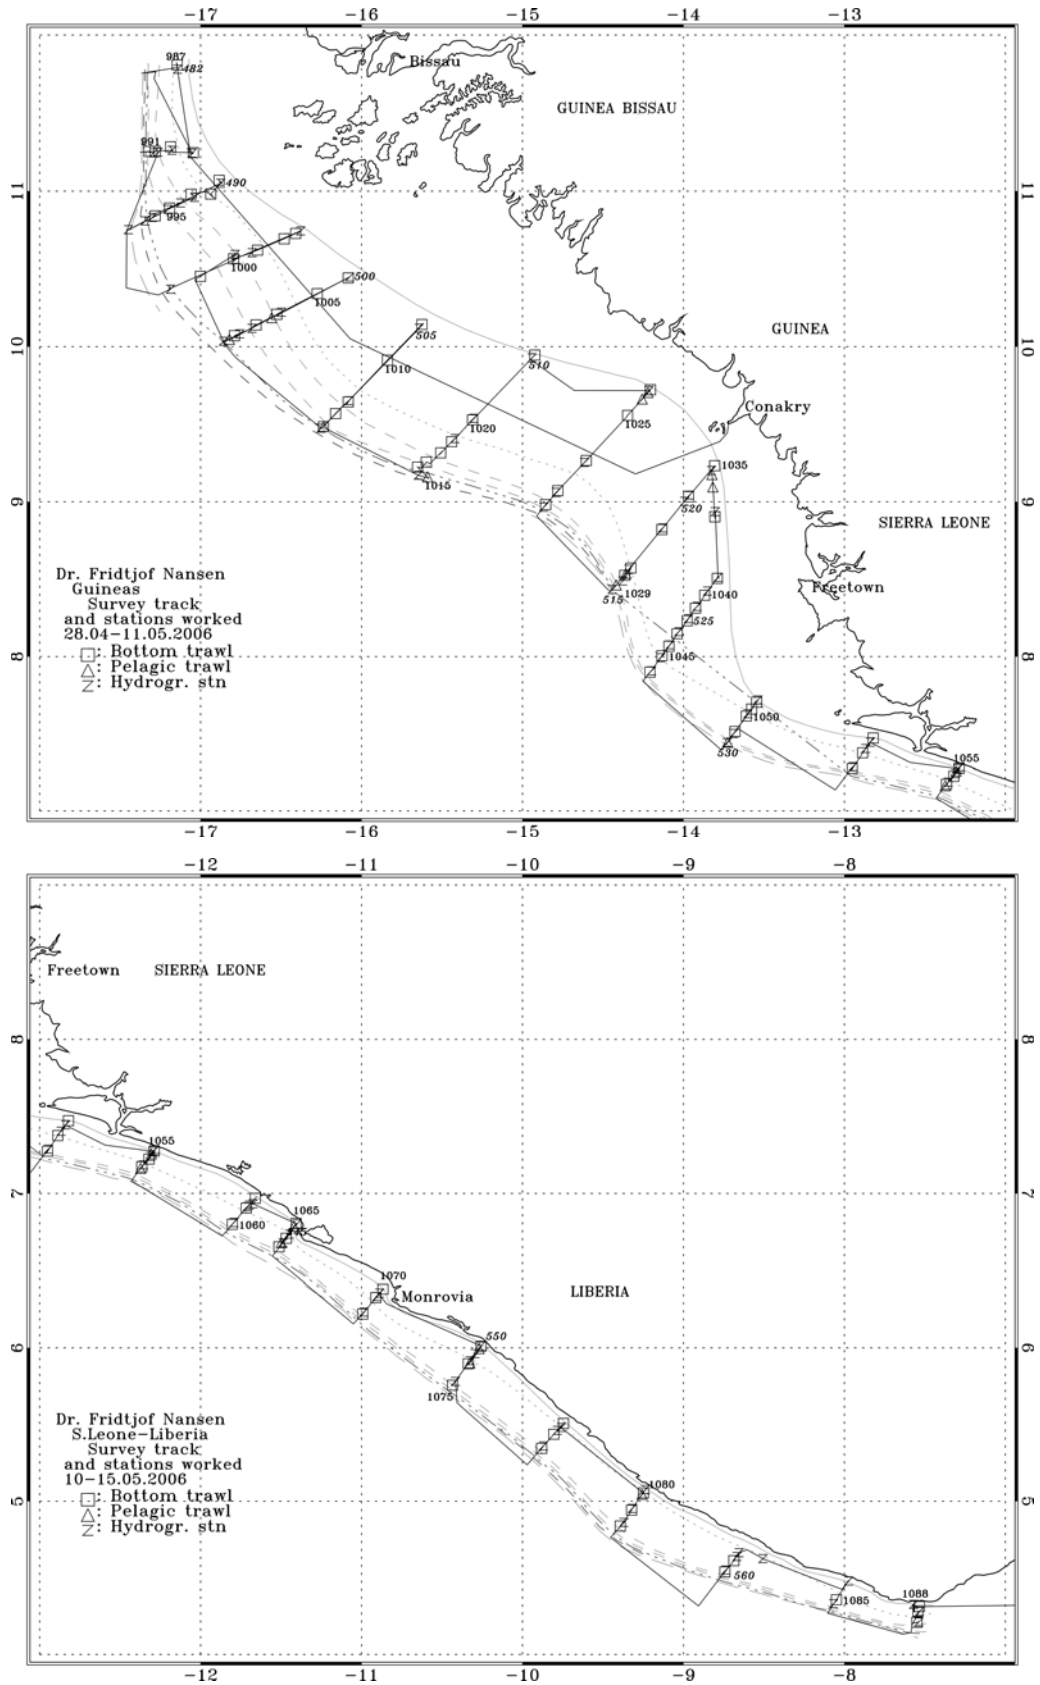 -17 -16 -15 -14 -13
987
482
Bissau
GUINEA BISSAU
991
490
11 11
995
1000
500
1005
505
GUINEA
10 10
510
1010
Conakry
1025
1020
1035
1015
9 9
520
SIERRA LEONE
Dr. Fridtjof Nansen
Guineas
Survey track
and stations worked
28.04-11.05.2006
: Bottom trawl
: Pelagic trawl
: Hydrogr. stn
515
1029
1040
Freetown
525
1045
8 8
1050
530
1055
-17 -16 -15 -14 -13
-12 -11 -10 -9 -8
Freetown SIERRA LEONE
8 8
1055
7 7
1060
1065
1070
Monrovia
LIBERIA
550
6 6
1075
Dr. Fridtjof Nansen
S.Leone-Liberia
Survey track
and stations worked
10-15.05.2006
: Bottom trawl
: Pelagic trawl
: Hydrogr. stn
1080
5 5
560
1085
1088
-12 -11 -10 -9 -8